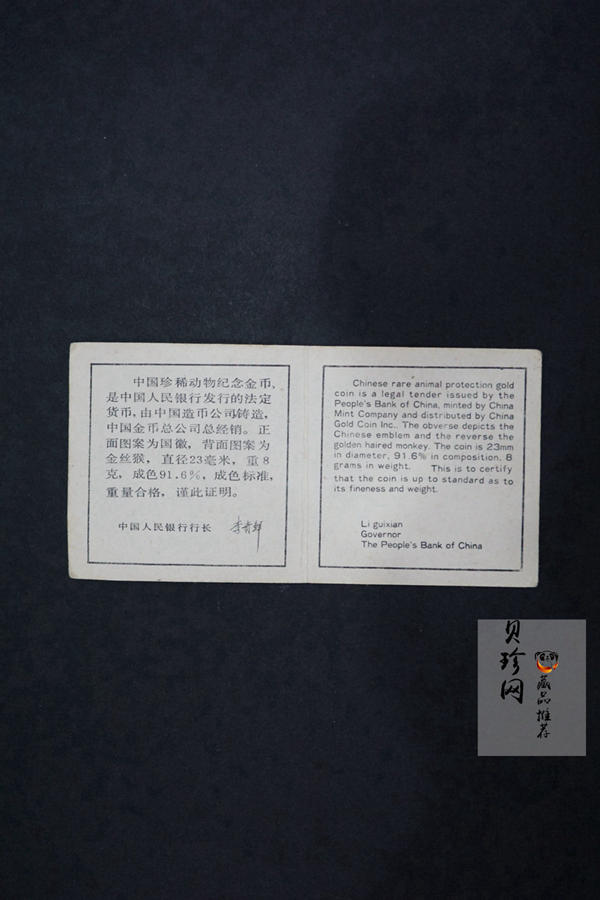 中国珍稀动物纪念金币，
是中国人民银行发行的法定
货币，由中国造币公司铸造，
中国金币总公司总经销。正
面图案为国徽，背面图案为
金丝猴，直径23毫米，重8
克，成色91.6%，成色标准，
重量合格，谨此证明。
中国人民银行行长 李贵鲜
Chinese rare animal protection gold
coin is a legal tender issued by the
People's Bank of China, minted by China
Mint Company and distributed by China
Gold Coin Inc. The obverse depicts the
Chinese emblem and the reverse the
golden haired monkey. The coin is 23mm
in diameter, 91.6% in composition, 8
grams in weight. This is to certify
that the coin is up to standard as to
its fineness and weight.
Li guixian
Governor
The People's Bank of China
贝珍网
藏品推荐